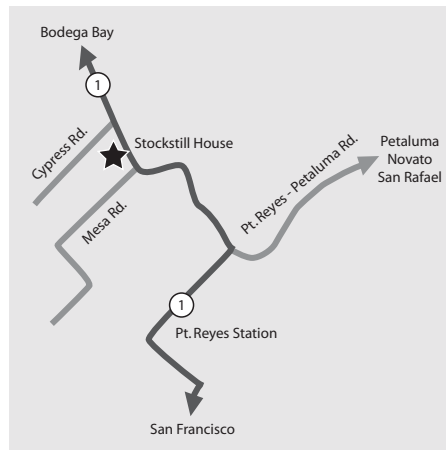 Bodega Bay
1
Stockstill House
Cypress Rd.
Mesa Rd.
Pt. Reyes - Petaluma Rd.
Petaluma
Novato
San Rafael
1
Pt. Reyes Station
San Francisco